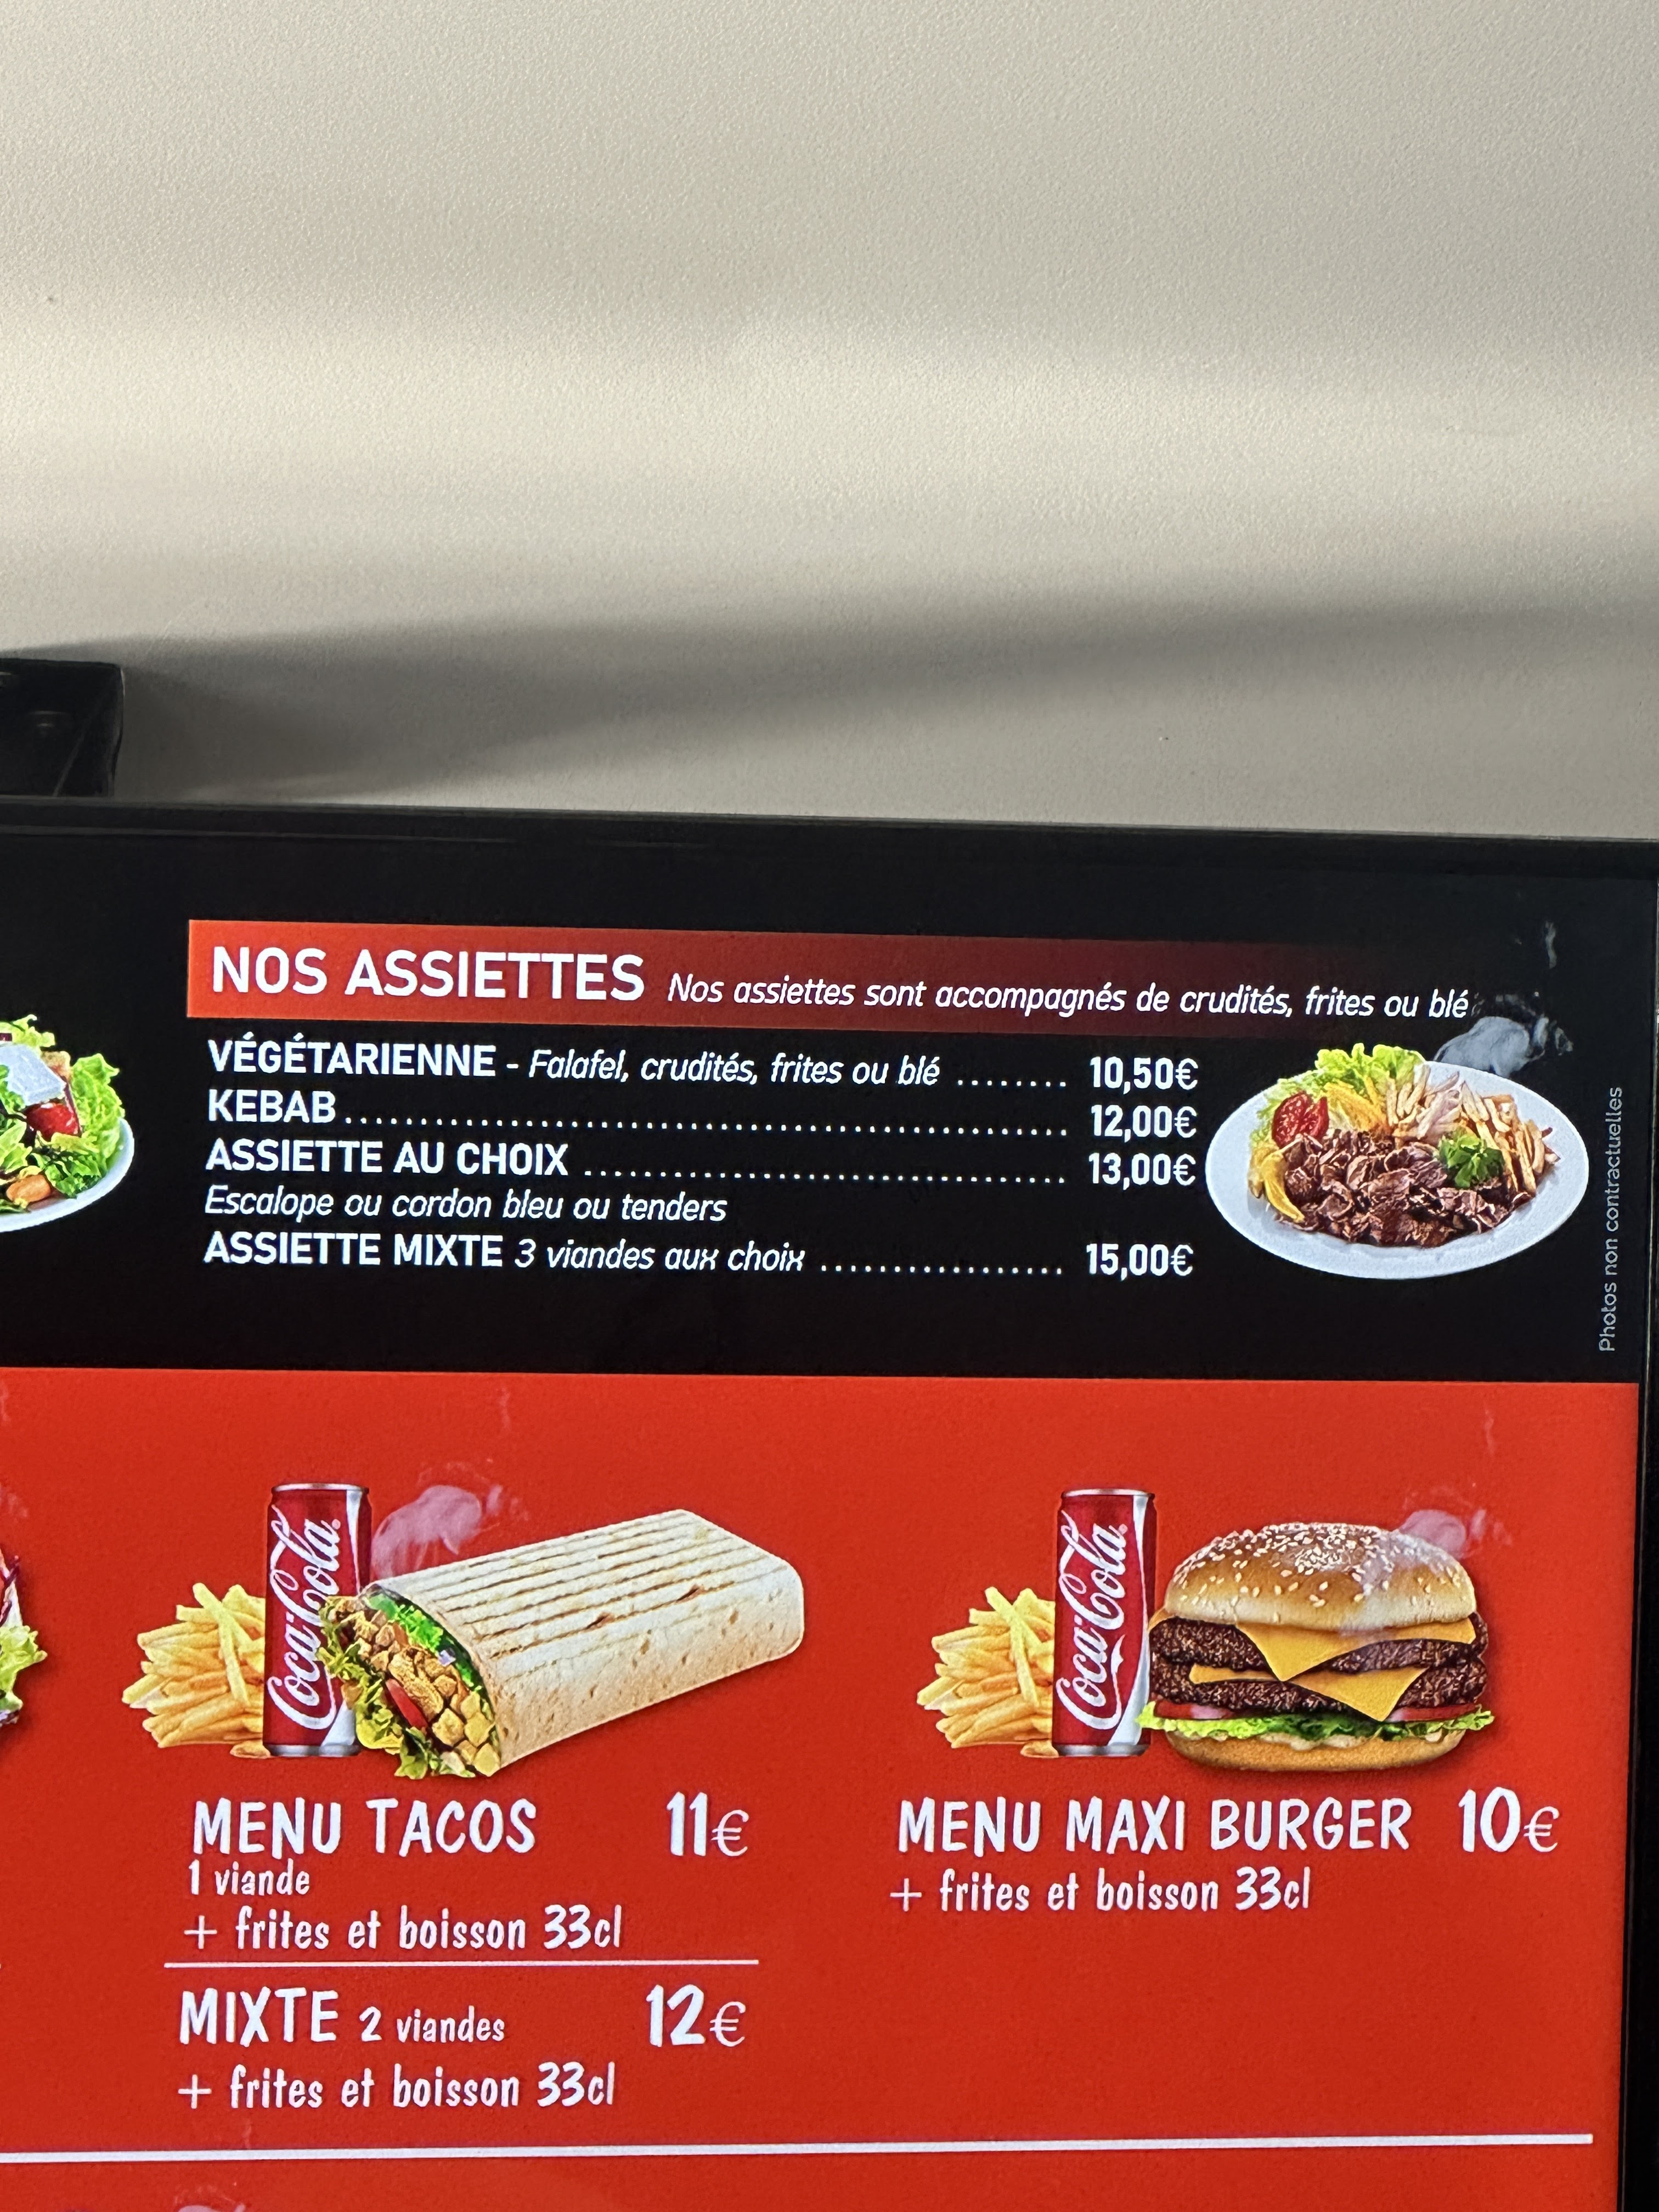 NOS ASSIETTES Nos assiettes sont accompagnés de crudités, frites ou blé
VÉGÉTARIENNE - Falafel, crudités, frites ou blé ........ 10,50€
KEBAB ........................................................ 12,00€
ASSIETTE AU CHOIX ...................................... 13,00€
Escalope ou cordon bleu ou tenders
ASSIETTE MIXTE 3 viandes aux choix .................. 15,00€
Photos non contractuelles
Coca-Cola
Coca-Cola
MENU TACOS 11€
1 viande
+ frites et boisson 33cl
MIXTE 2 viandes 12€
+ frites et boisson 33cl
MENU MAXI BURGER 10€
+ frites et boisson 33cl